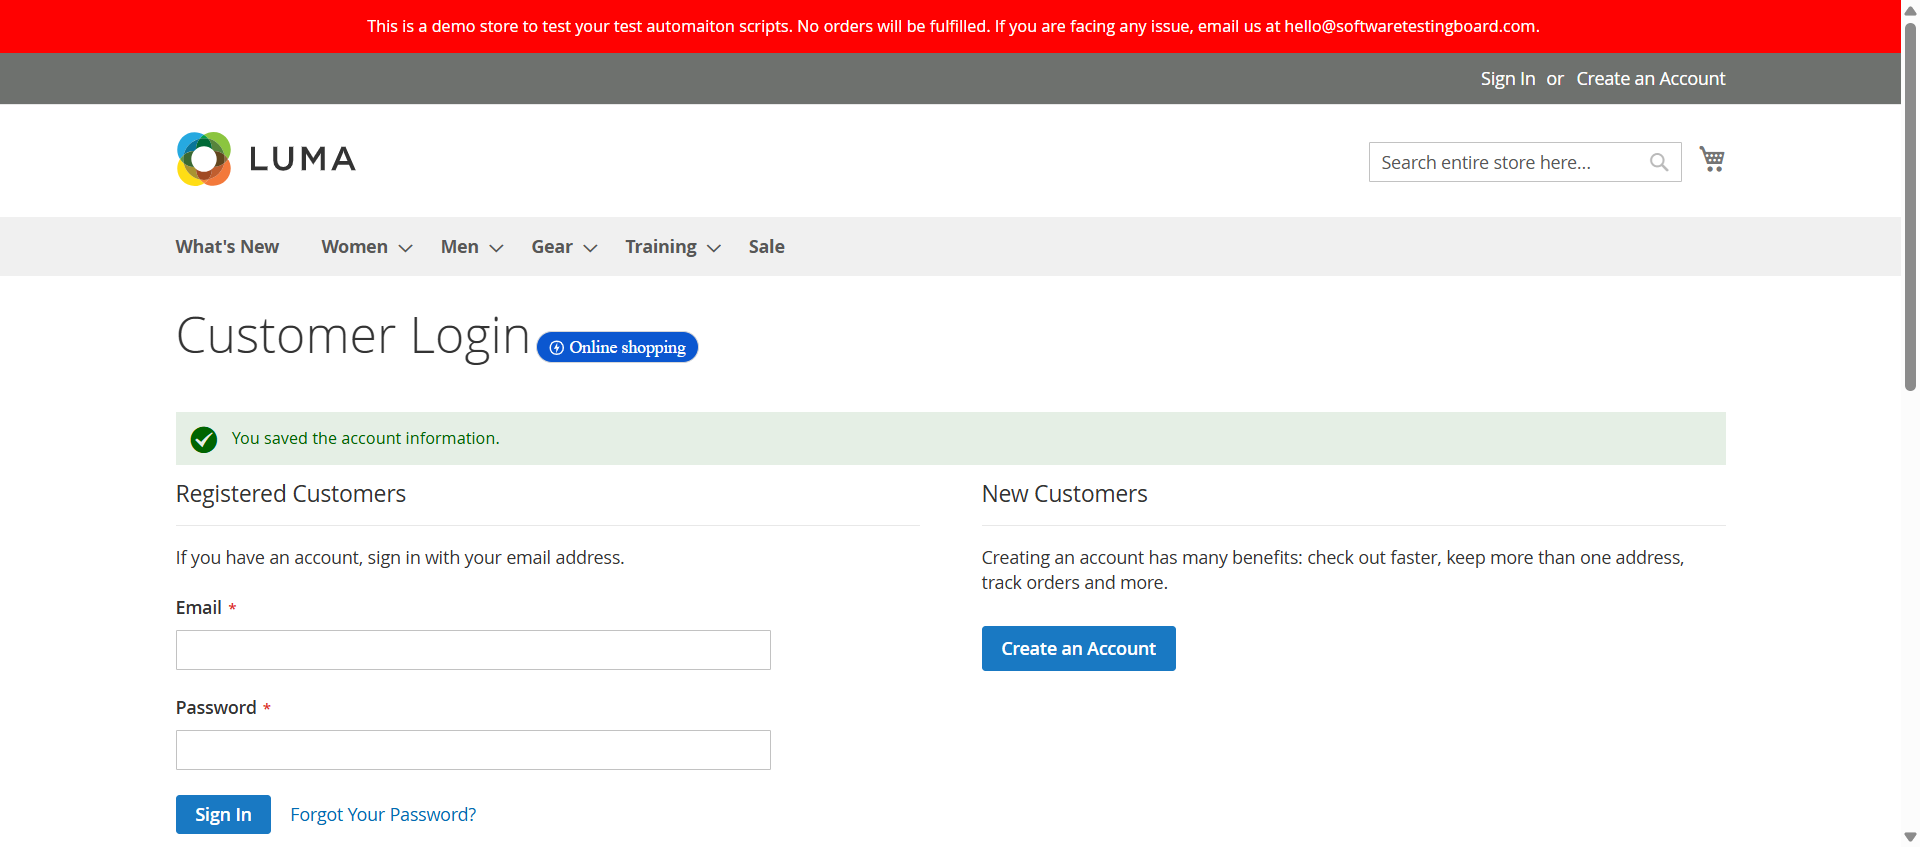 This is a demo store to test your test automaiton scripts. No orders will be fulfilled. If you are facing any issue, email us at hello@softwaretestingboard.com.
Sign In or Create an Account
LUMA
Search entire store here...
What's New Women Men Gear Training Sale
Customer Login Online shopping
You saved the account information.
Registered Customers
If you have an account, sign in with your email address.
Email *
Password *
Sign In Forgot Your Password?
New Customers
Creating an account has many benefits: check out faster, keep more than one address,
track orders and more.
Create an Account